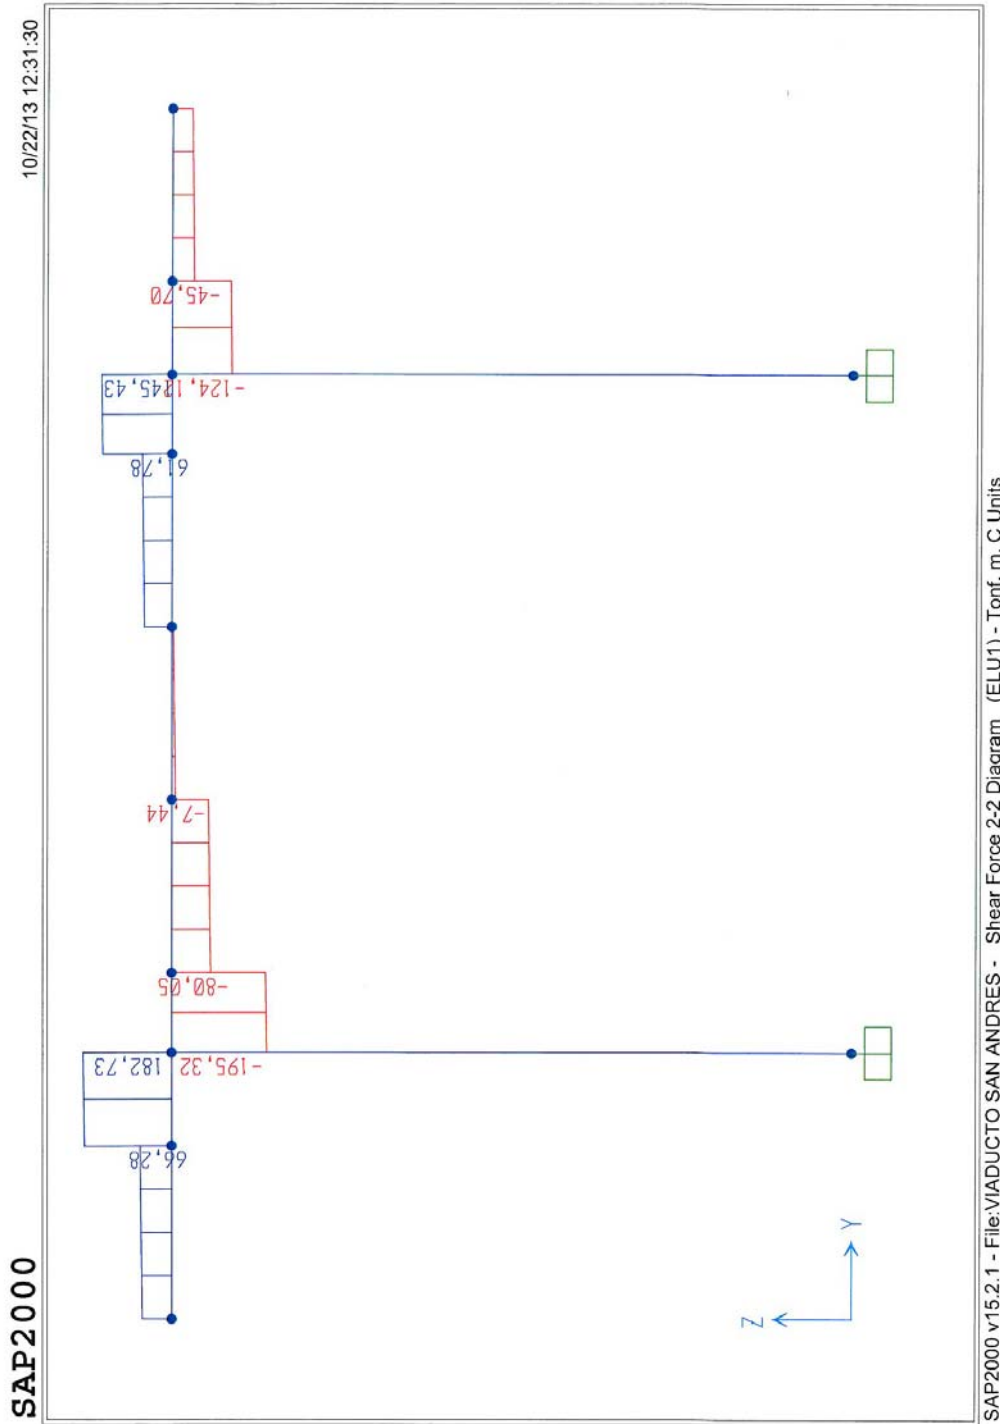 SAP2000
10/22/13 12:31:30
66,28
182,73
-195,32
-80,05
-7,44
61,78
145,43
-124,12
-45,70
Z
Y
SAP2000 v15.2.1 - File:VIADUCTO SAN ANDRES - Shear Force 2-2 Diagram (ELU1) - Tonf, m, C Units